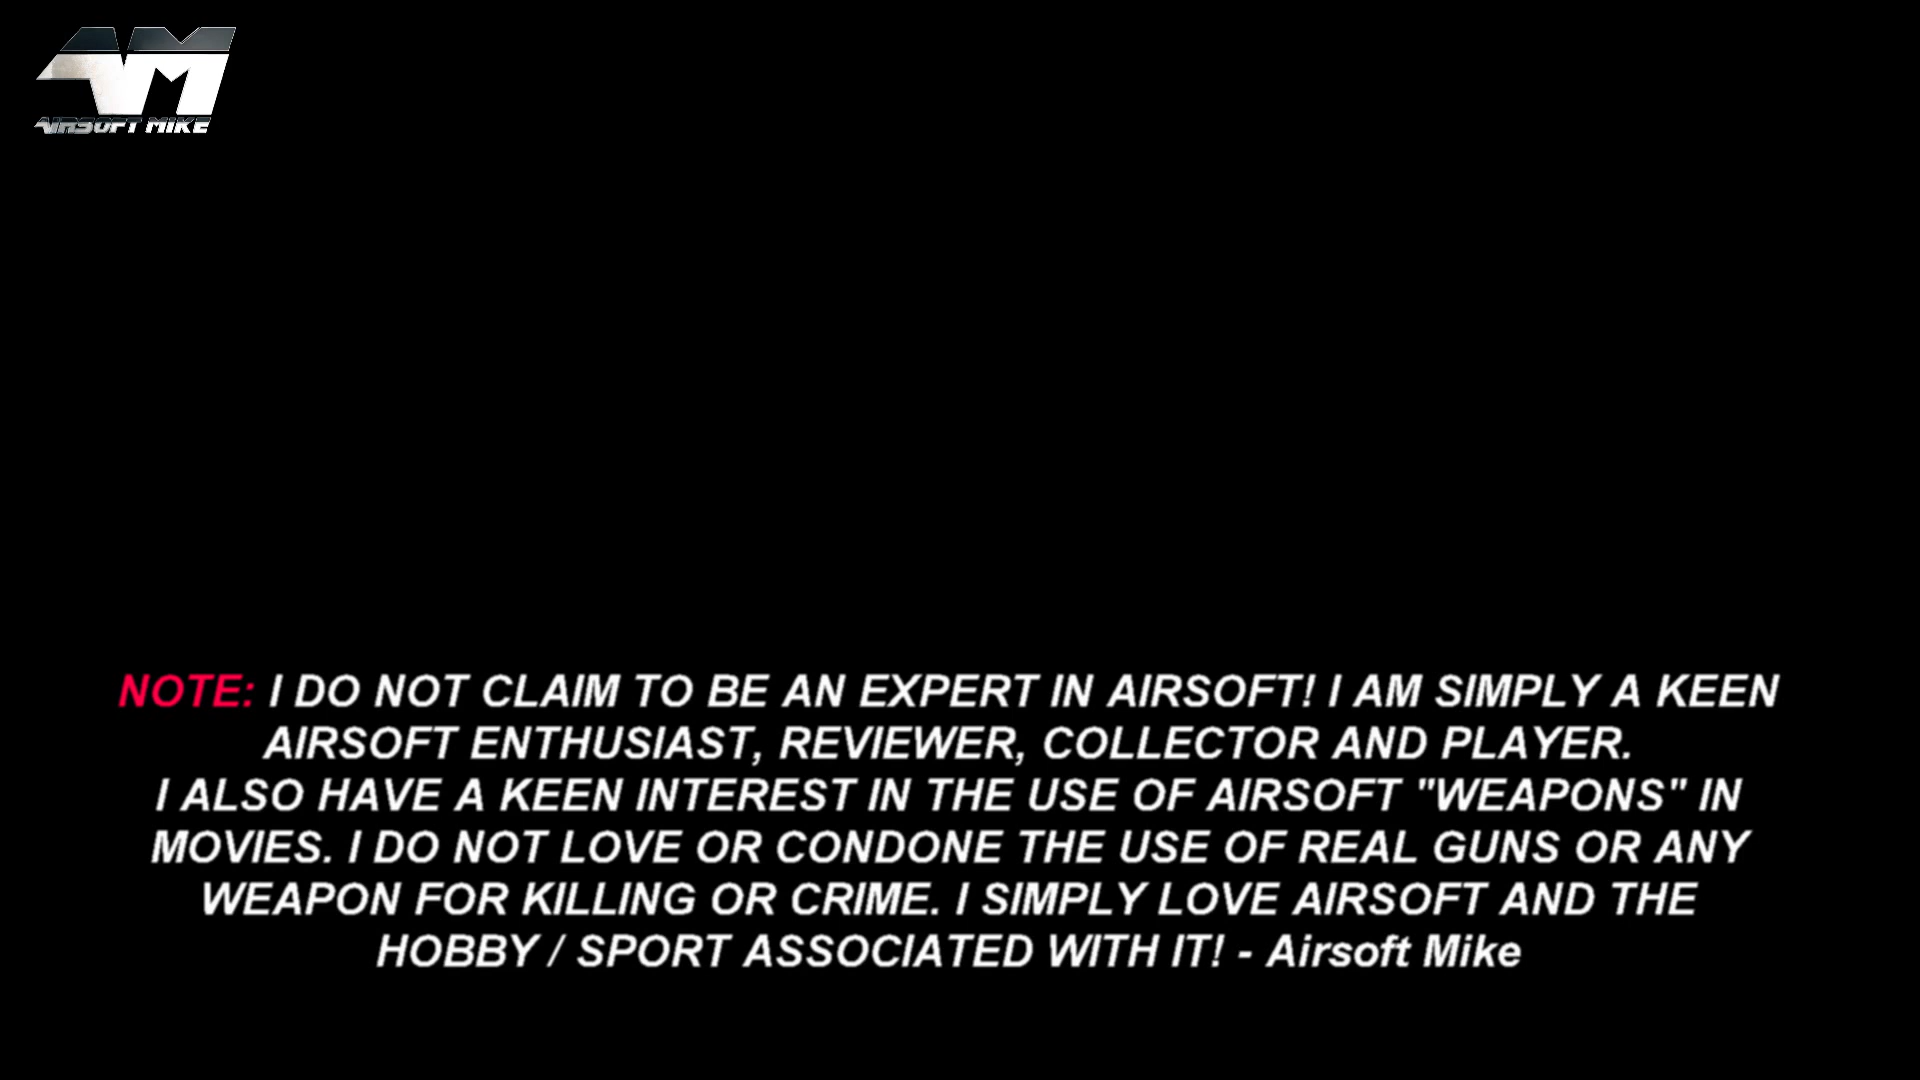 AM
AIRSOFT MIKE
NOTE: I DO NOT CLAIM TO BE AN EXPERT IN AIRSOFT! I AM SIMPLY A KEEN
AIRSOFT ENTHUSIAST, REVIEWER, COLLECTOR AND PLAYER.
I ALSO HAVE A KEEN INTEREST IN THE USE OF AIRSOFT "WEAPONS" IN
MOVIES. I DO NOT LOVE OR CONDONE THE USE OF REAL GUNS OR ANY
WEAPON FOR KILLING OR CRIME. I SIMPLY LOVE AIRSOFT AND THE
HOBBY / SPORT ASSOCIATED WITH IT! - Airsoft Mike